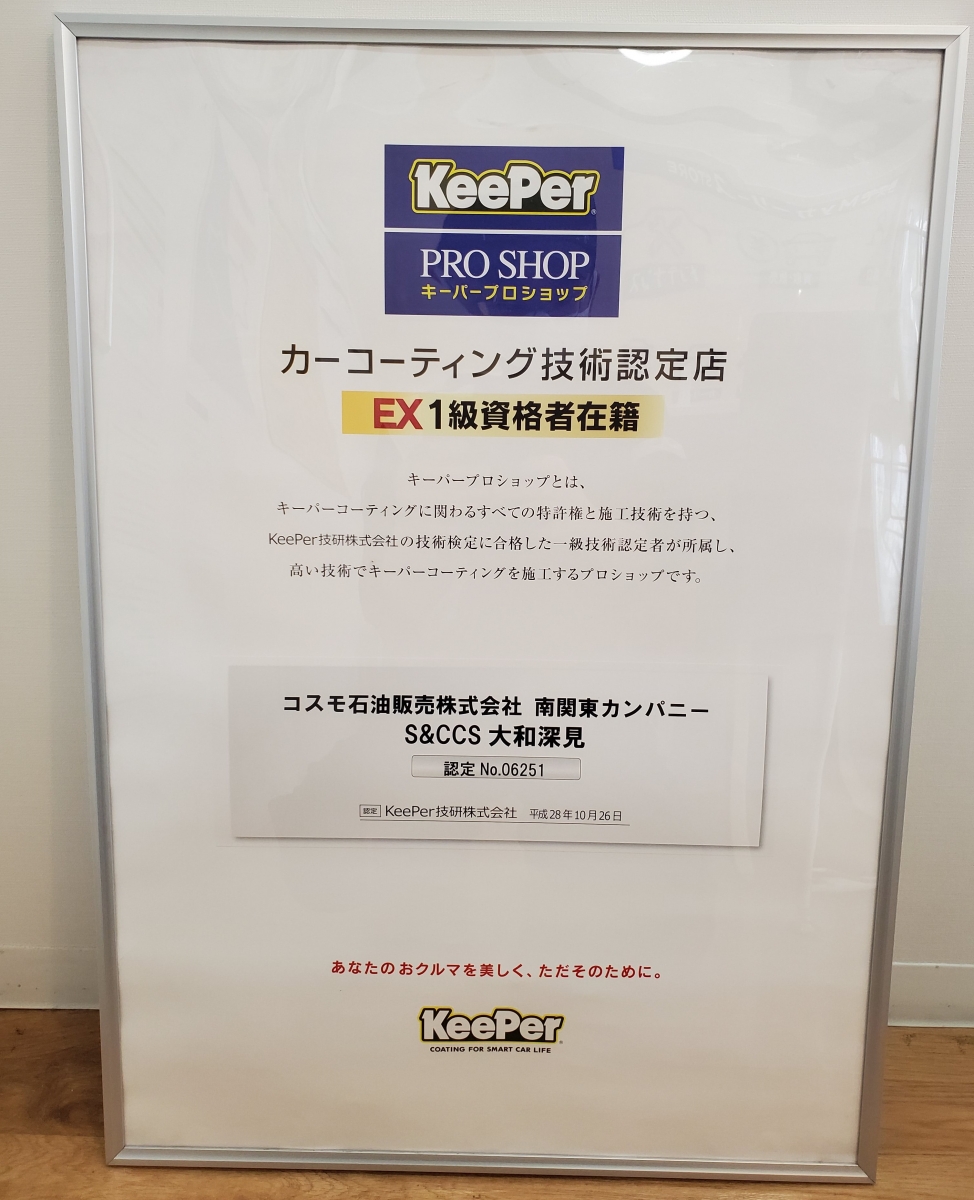 KeePer
PRO SHOP
キーパープロショップ
カーコーティング技術認定店
EX 1級資格者在籍
キーパープロショップとは、
キーパーコーティングに関わるすべての特許権と施工技術を持つ、
KeePer技研株式会社の技術検定に合格した一級技術認定者が所属し、
高い技術でキーパーコーティングを施工するプロショップです。
コスモ石油販売株式会社 南関東カンパニー
S&CCS 大和深見
認定 No.06251
認定 KeePer技研株式会社 平成28年10月26日
あなたのおクルマを美しく、ただそのために。
KeePer
COATING FOR SMART CAR LIFE